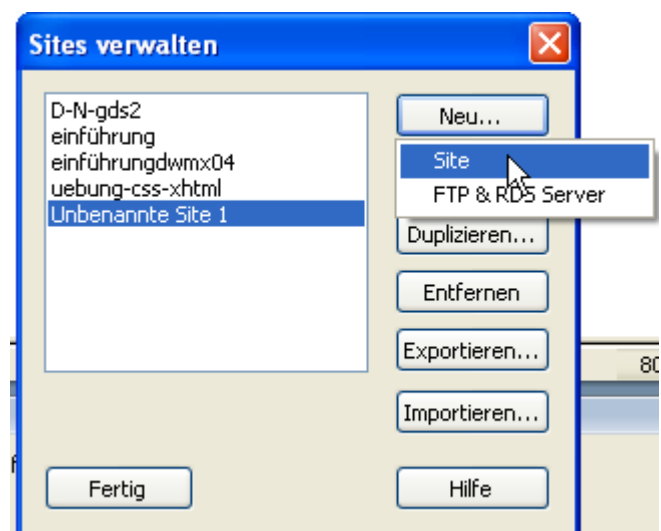 Sites verwalten
D-N-gds2
einführung
einführungdwmx04
uebung-css-xhtml
Unbenannte Site 1
Neu...
Site
FTP & RDS Server
Duplizieren...
Entfernen
Exportieren...
Importieren...
Fertig
Hilfe
80